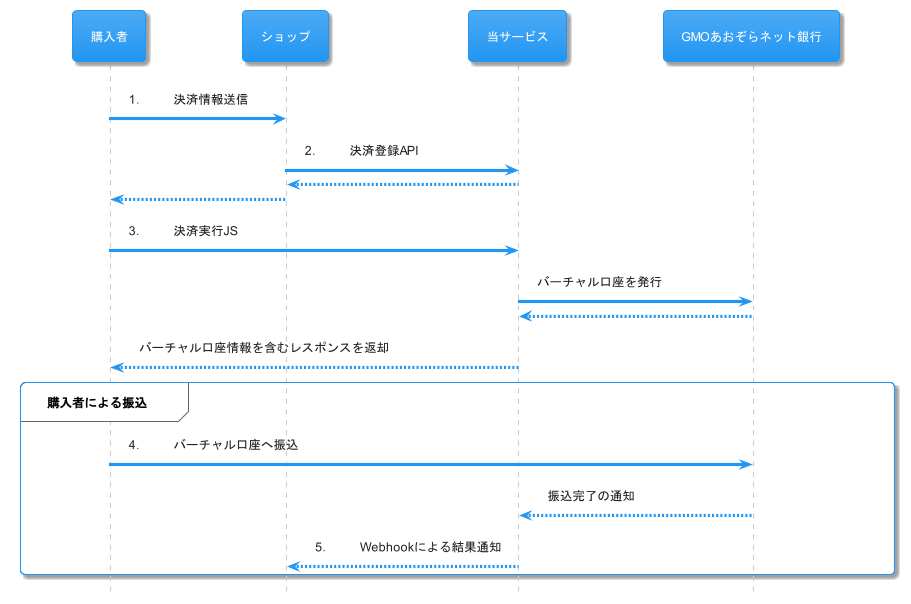 購入者
ショップ
当サービス
GMOあおぞらネット銀行
1. 決済情報送信
2. 決済登録API
3. 決済実行JS
バーチャル口座を発行
バーチャル口座情報を含むレスポンスを返却
購入者による振込
4. バーチャル口座へ振込
振込完了の通知
5. Webhookによる結果通知